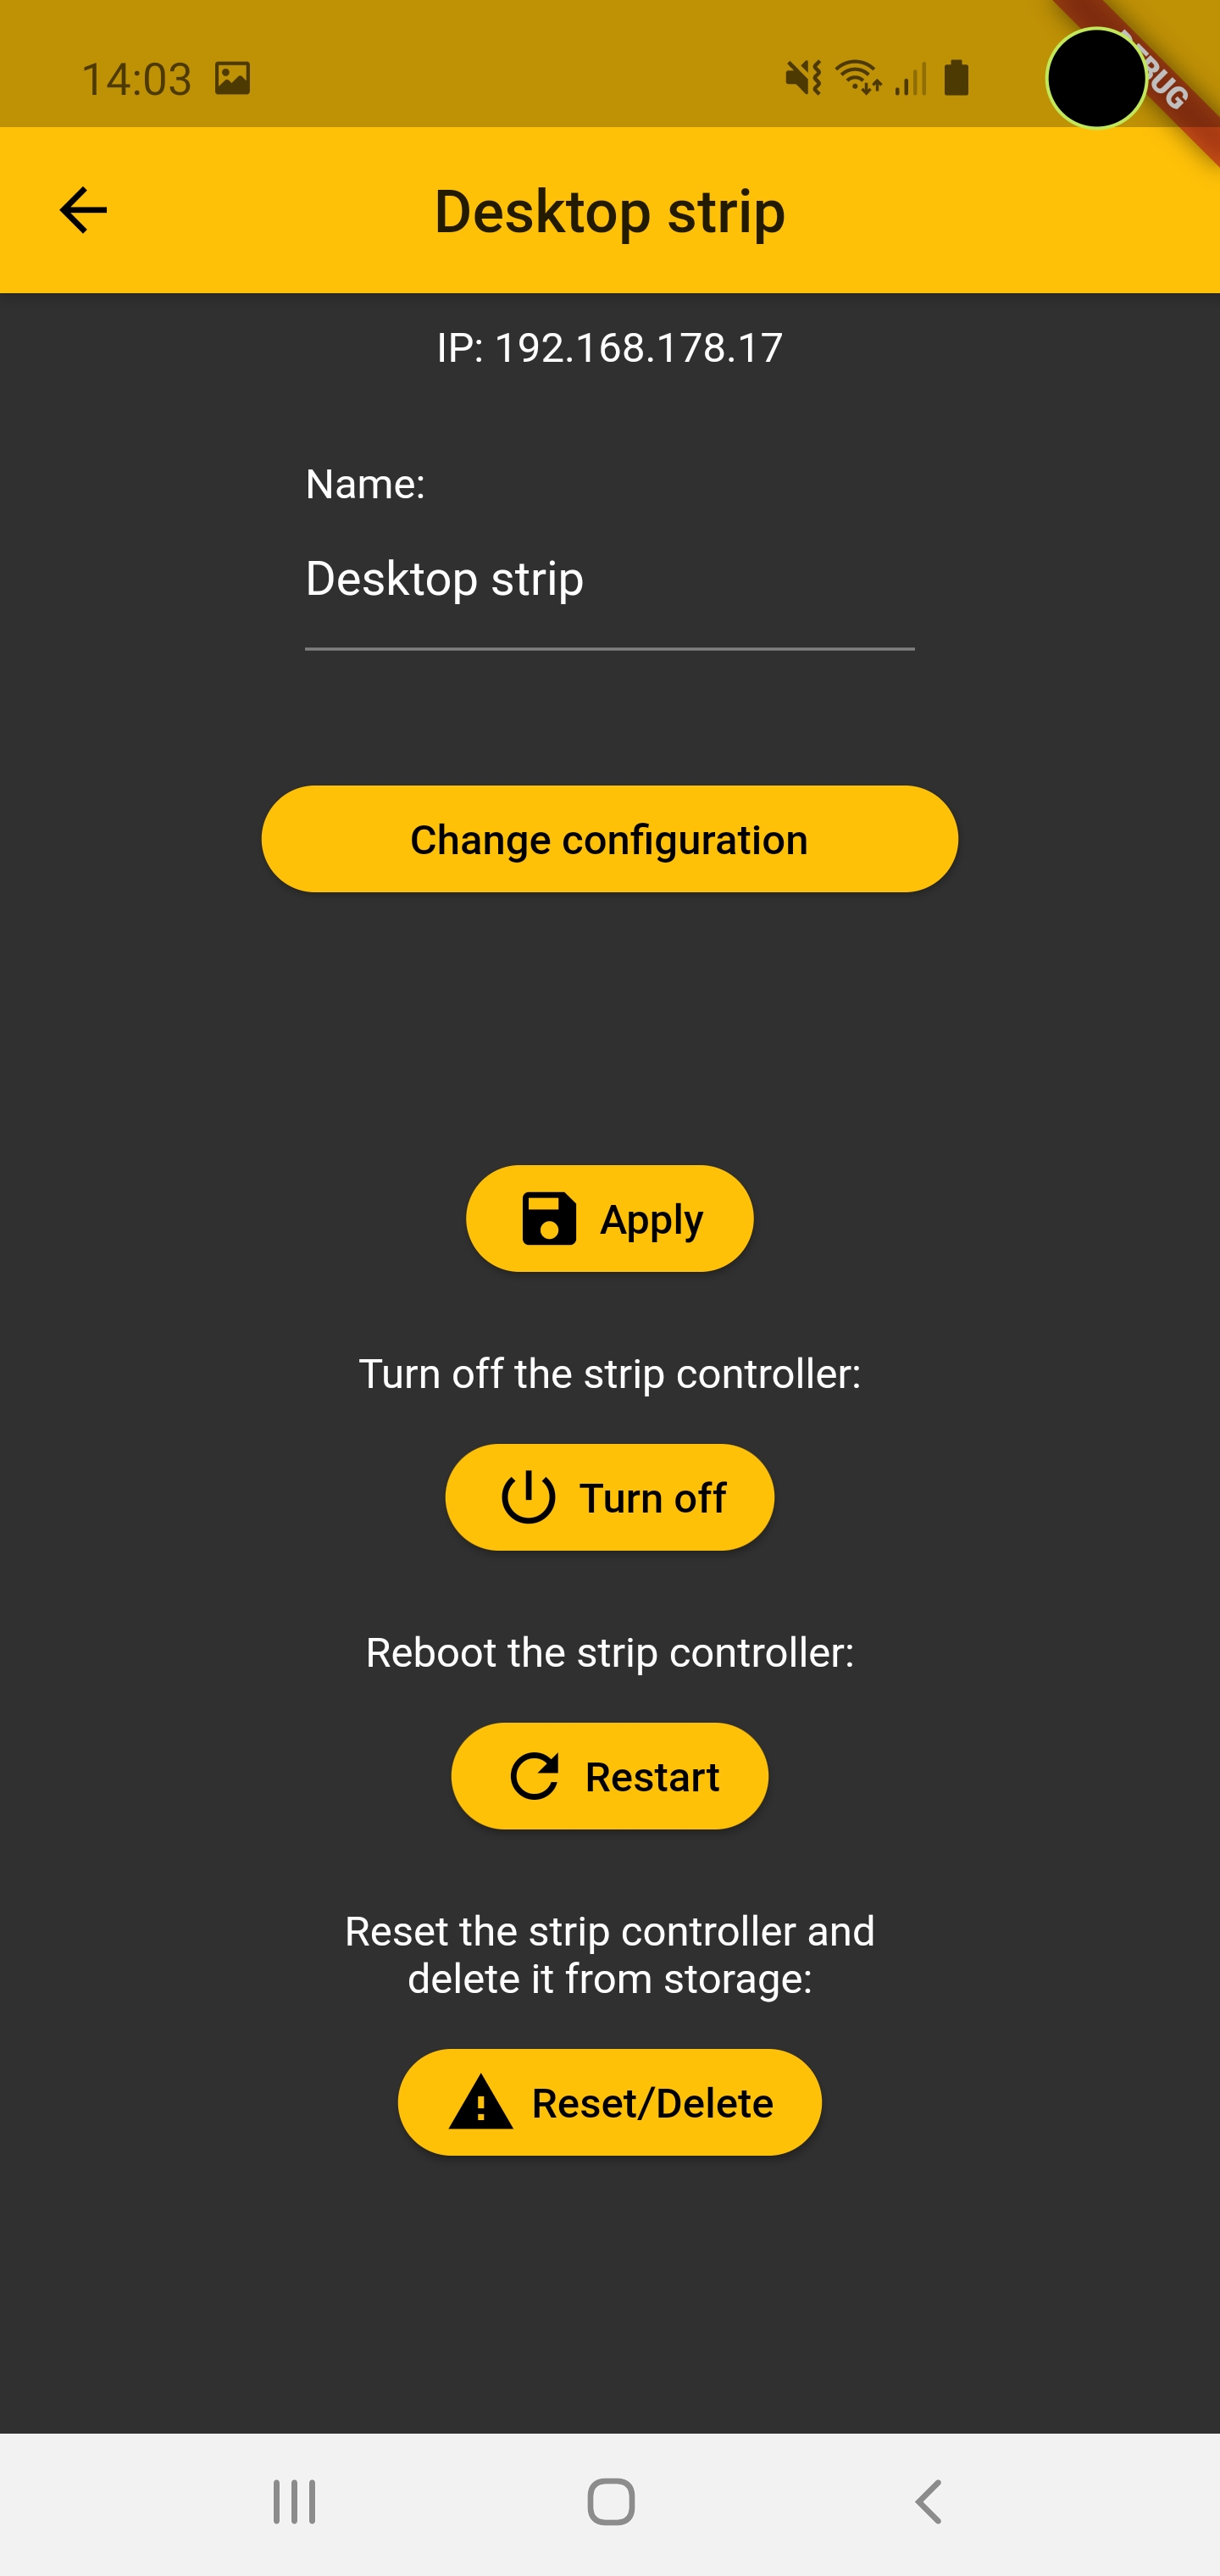 14:03
Desktop strip
IP: 192.168.178.17
Name:
Desktop strip
Change configuration
Apply
Turn off the strip controller:
Turn off
Reboot the strip controller:
Restart
Reset the strip controller and
delete it from storage:
Reset/Delete